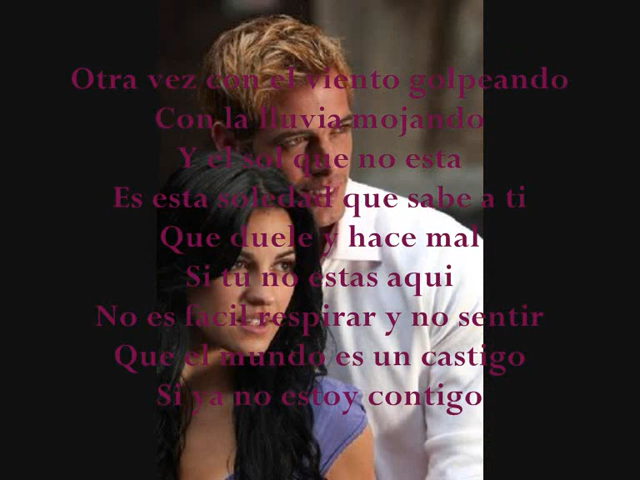 Otra vez con el viento golpeando
Con la lluvia mojando
Y el sol que no esta
Es esta soledad que sabe a ti
Que duele y hace mal
Si tu no estas aqui
No es facil respirar y no sentir
Que el mundo es un castigo
Si ya no estoy contigo